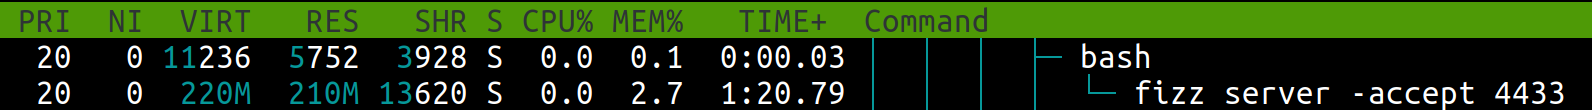 PRI NI VIRT RES SHR S CPU% MEM% TIME+ Command
20 0 11236 5752 3928 S 0.0 0.1 0:00.03 bash
20 0 220M 210M 13620 S 0.0 2.7 1:20.79 fizz server -accept 4433